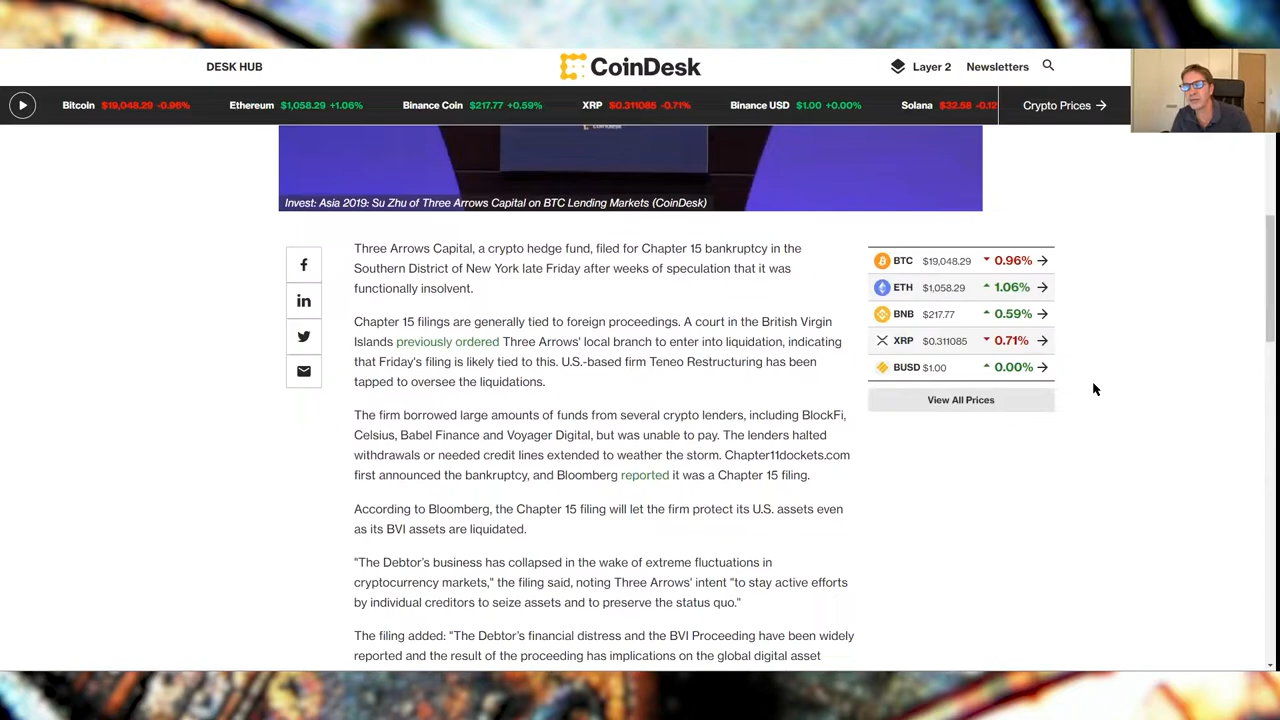 DESK HUB
CoinDesk
Layer 2
Newsletters
Bitcoin $19,048.29 -0.96%
Ethereum $1,058.29 +1.06%
Binance Coin $217.77 +0.59%
XRP $0.311085 -0.71%
Binance USD $1.00 +0.00%
Solana $32.58 -0.12
Crypto Prices
Invest: Asia 2019: Su Zhu of Three Arrows Capital on BTC Lending Markets (CoinDesk)
Three Arrows Capital, a crypto hedge fund, filed for Chapter 15 bankruptcy in the
Southern District of New York late Friday after weeks of speculation that it was
functionally insolvent.
Chapter 15 filings are generally tied to foreign proceedings. A court in the British Virgin
Islands previously ordered Three Arrows' local branch to enter into liquidation, indicating
that Friday's filing is likely tied to this. U.S.-based firm Teneo Restructuring has been
tapped to oversee the liquidations.
The firm borrowed large amounts of funds from several crypto lenders, including BlockFi,
Celsius, Babel Finance and Voyager Digital, but was unable to pay. The lenders halted
withdrawals or needed credit lines extended to weather the storm. Chapter11dockets.com
first announced the bankruptcy, and Bloomberg reported it was a Chapter 15 filing.
According to Bloomberg, the Chapter 15 filing will let the firm protect its U.S. assets even
as its BVI assets are liquidated.
"The Debtor's business has collapsed in the wake of extreme fluctuations in
cryptocurrency markets," the filing said, noting Three Arrows' intent "to stay active efforts
by individual creditors to seize assets and to preserve the status quo."
The filing added: "The Debtor's financial distress and the BVI Proceeding have been widely
reported and the result of the proceeding has implications on the global digital asset
BTC $19,048.29 0.96%
ETH $1,058.29 1.06%
BNB $217.77 0.59%
XRP $0.311085 0.71%
BUSD $1.00 0.00%
View All Prices